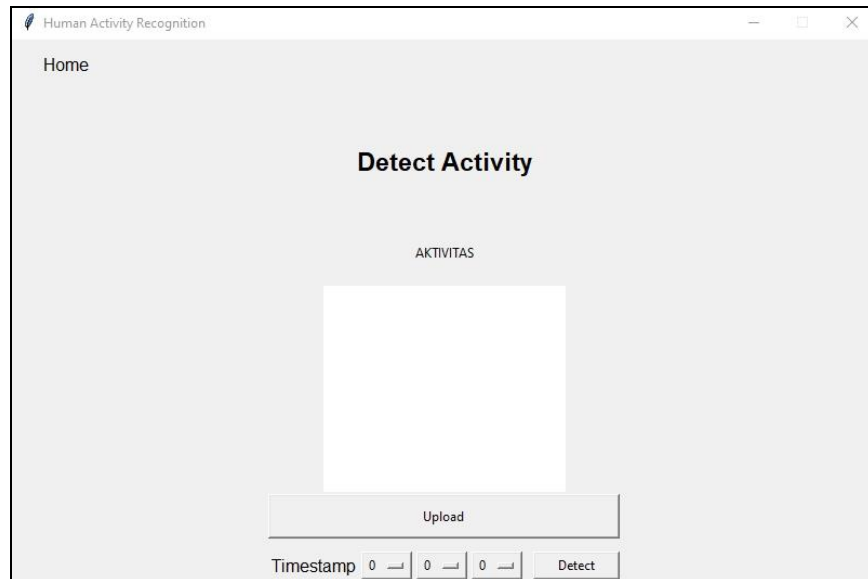 Human Activity Recognition
Home
Detect Activity
AKTIVITAS
Upload
Timestamp 0 0 0 Detect